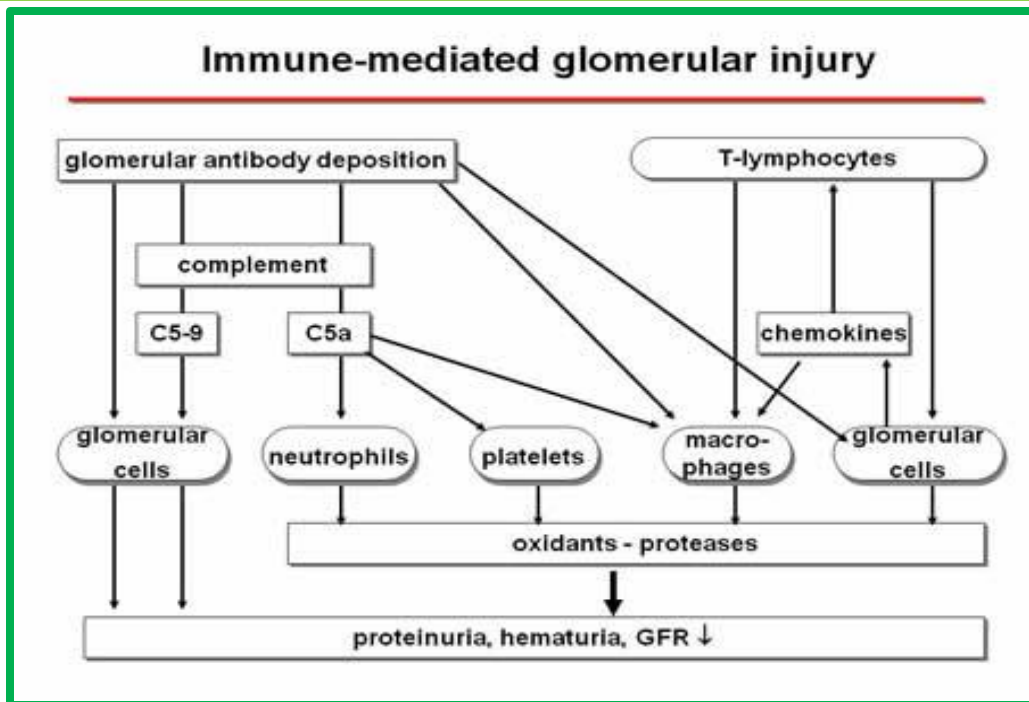 Immune-mediated glomerular injury
glomerular antibody deposition
T-lymphocytes
complement
C5-9
C5a
chemokines
glomerular
cells
neutrophils
platelets
macro-
phages
glomerular
cells
oxidants - proteases
proteinuria, hematuria, GFR ↓